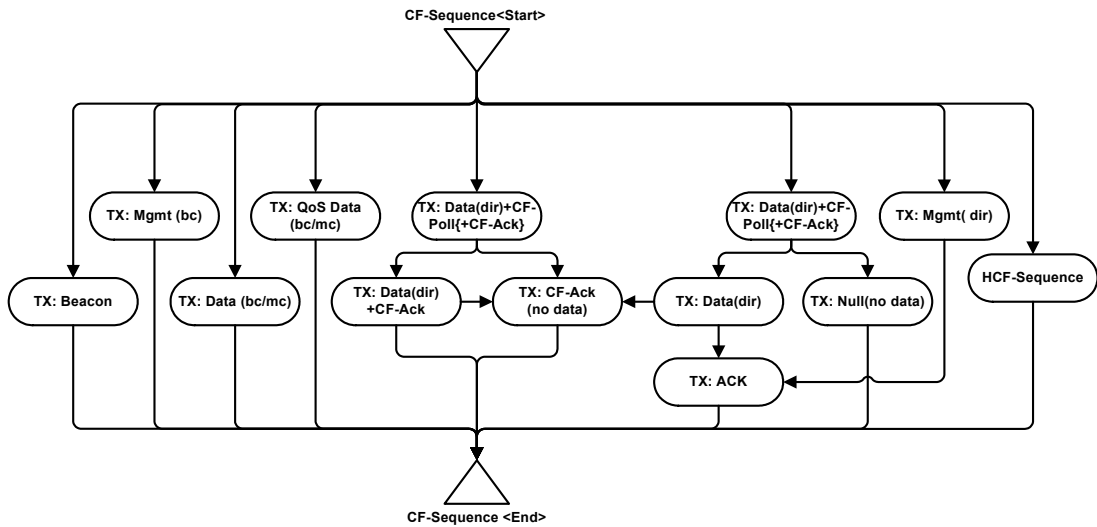 CF-Sequence<Start>
TX: Mgmt (bc)
TX: QoS Data
(bc/mc)
TX: Data(dir)+CF-
Poll{+CF-Ack}
TX: Data(dir)+CF-
Poll{+CF-Ack}
TX: Mgmt( dir)
HCF-Sequence
TX: Beacon
TX: Data (bc/mc)
TX: Data(dir)
+CF-Ack
TX: CF-Ack
(no data)
TX: Data(dir)
TX: Null(no data)
TX: ACK
CF-Sequence <End>